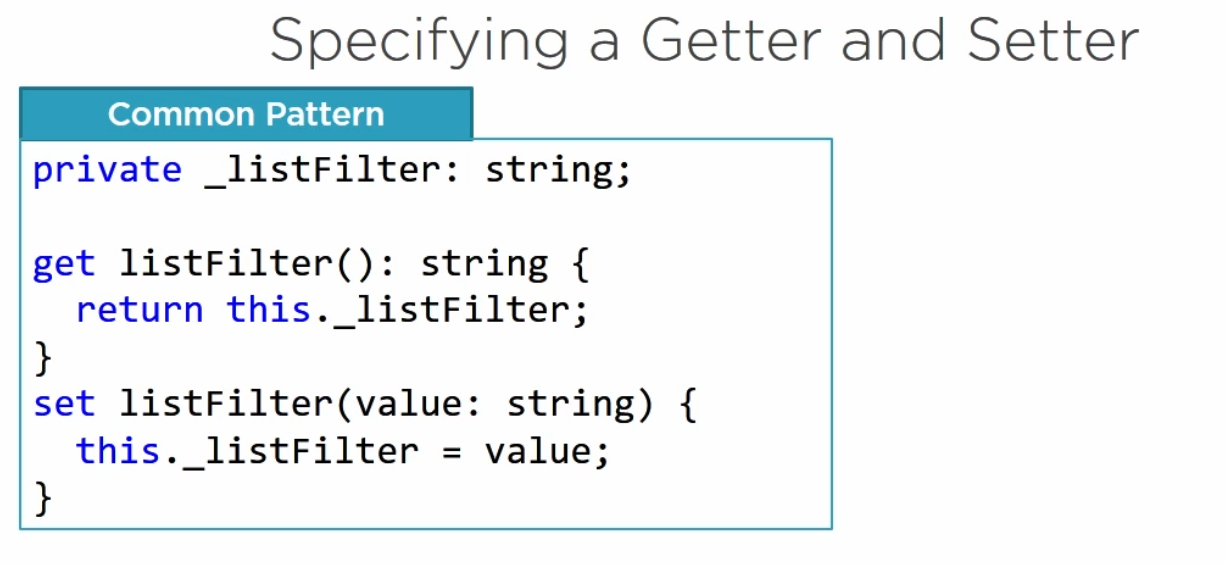 Specifying a Getter and Setter
Common Pattern
private _listFilter: string;
get listFilter(): string {
return this._listFilter;
}
set listFilter(value: string) {
this._listFilter = value;
}